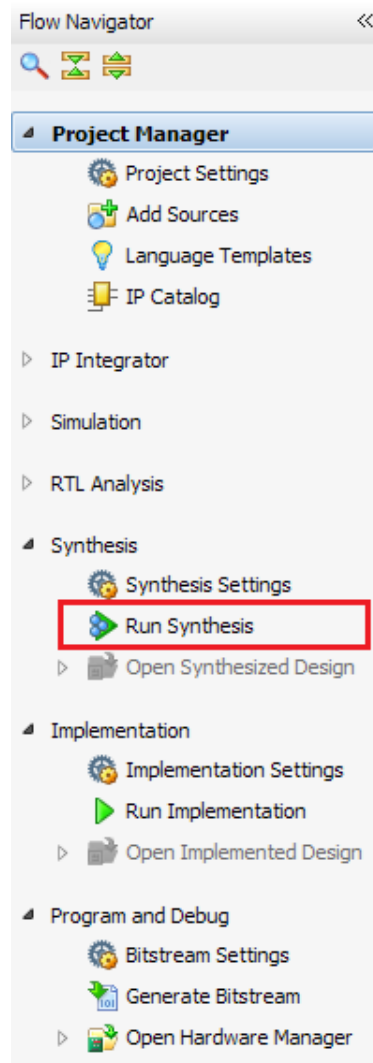 Flow Navigator
Project Manager
Project Settings
Add Sources
Language Templates
IP Catalog
IP Integrator
Simulation
RTL Analysis
Synthesis
Synthesis Settings
Run Synthesis
Open Synthesized Design
Implementation
Implementation Settings
Run Implementation
Open Implemented Design
Program and Debug
Bitstream Settings
Generate Bitstream
Open Hardware Manager